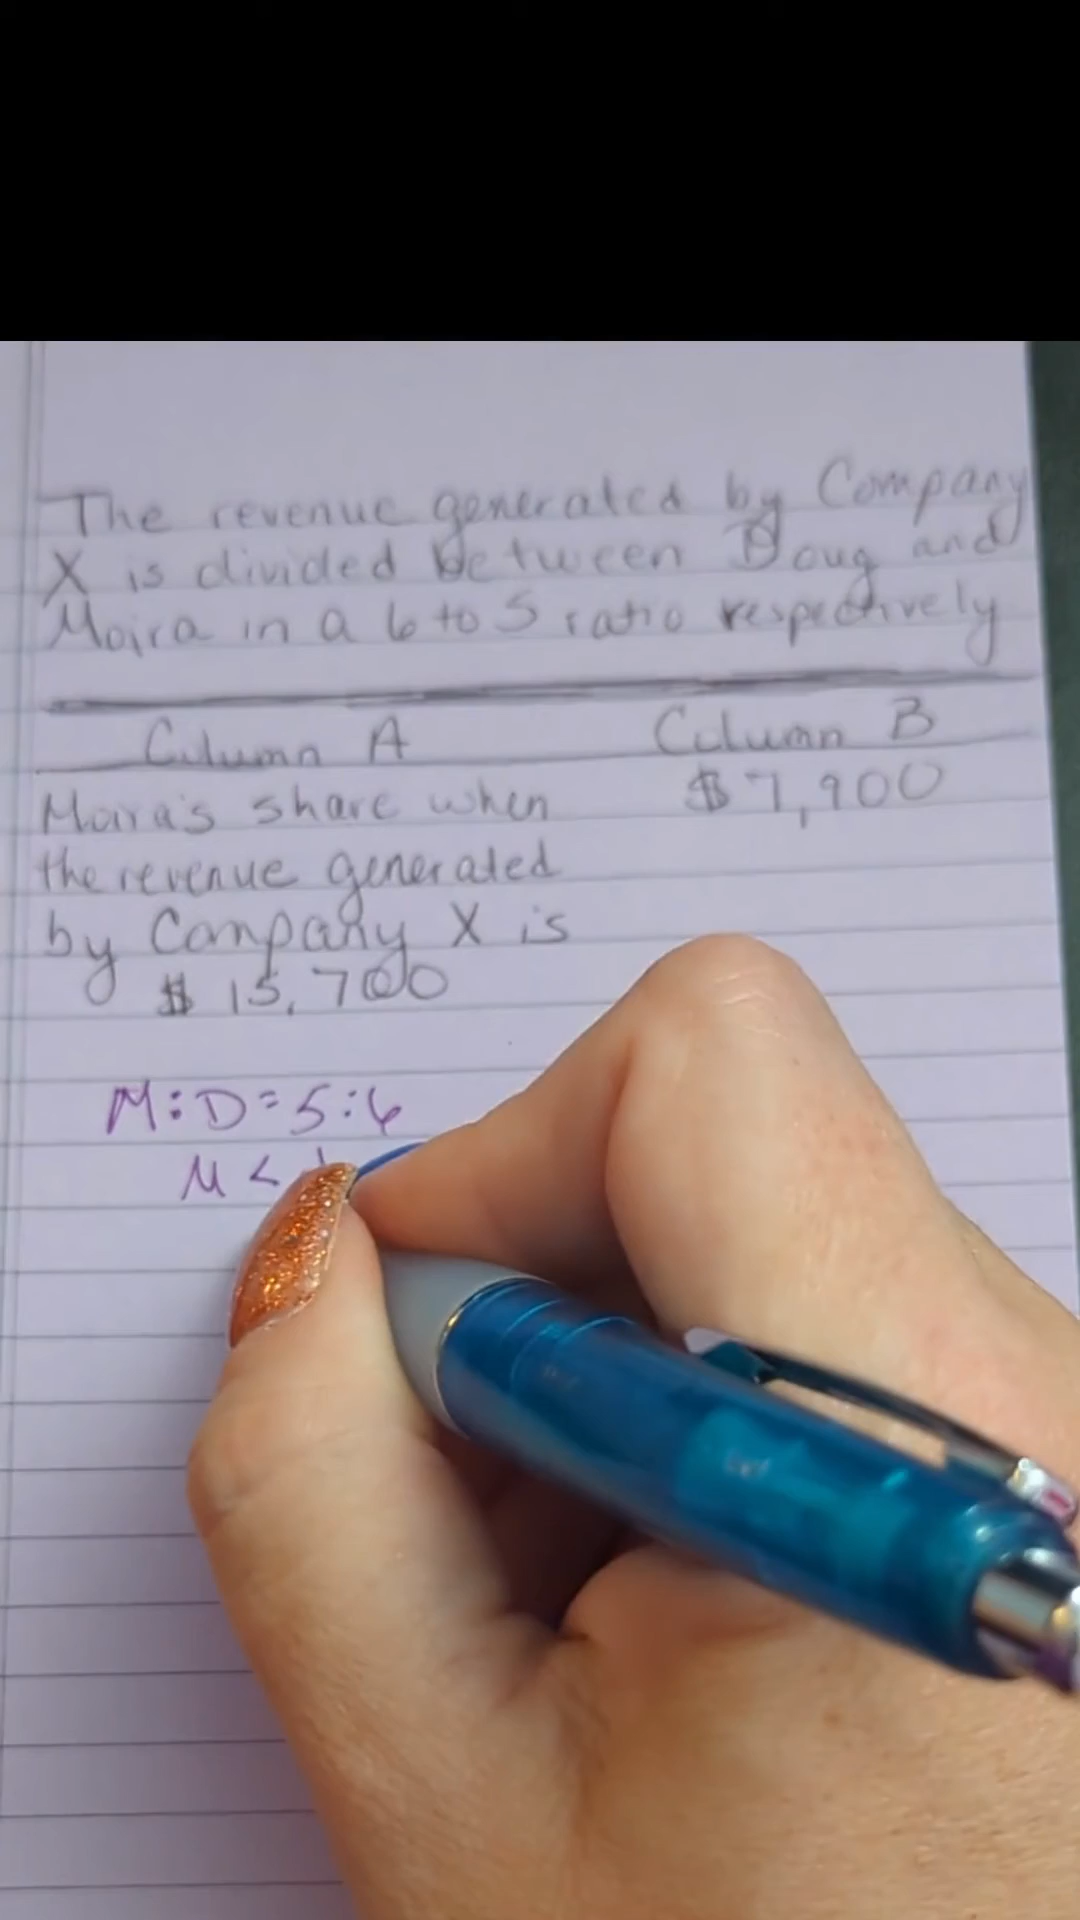 The revenue generated by Company
X is divided between Doug and
Moira in a 6 to 5 ratio respectively
Column A Column B
Moira's share when $7,900
the revenue generated
by Company X is
$ 15,700
M:D=5:6
M <